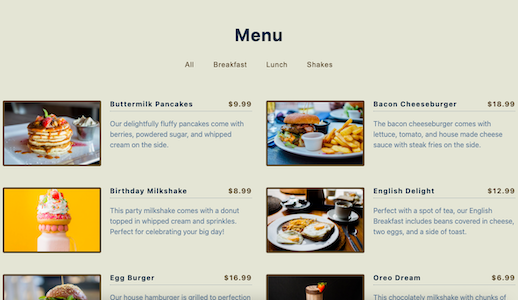 Menu
All Breakfast Lunch Shakes
Buttermilk Pancakes $9.99
Our delightfully fluffy pancakes come with
berries, powdered sugar, and whipped
cream on the side.
Bacon Cheeseburger $18.99
The bacon cheeseburger comes with
lettuce, tomato, and house made cheese
sauce with steak fries on the side.
Birthday Milkshake $8.99
This party milkshake comes with a donut
topped in whipped cream and sprinkles.
Perfect for celebrating your big day!
English Delight $12.99
Perfect with a spot of tea, our English
Breakfast includes beans covered in cheese,
two eggs, and a side of toast.
Egg Burger $16.99
Our house hamburger is grilled to perfection
Oreo Dream $6.99
This chocolately milkshake with chunks of